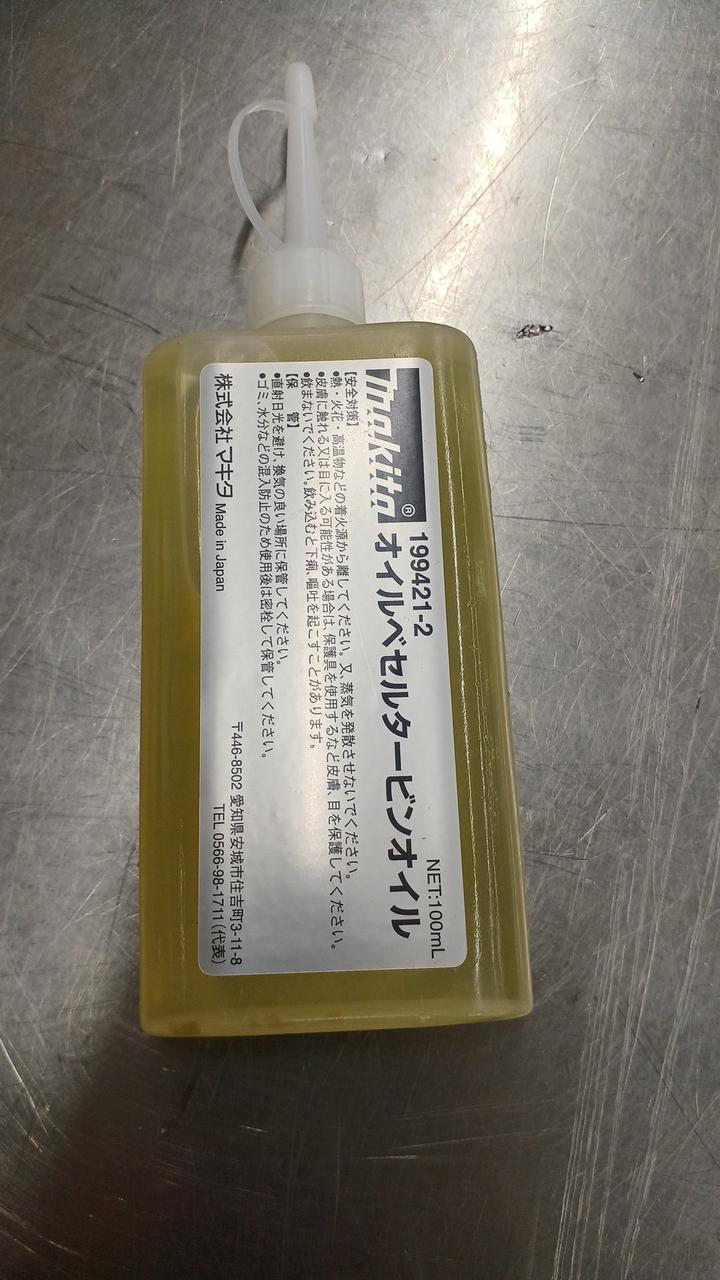 makita®
199421-2
オイルベセルタービンオイル
NET:100mL
【安全対策】
●熱・火花・高温物などの着火源から離してください。又、蒸気を発散させないでください。
●皮膚に触れる又は目に入る可能性がある場合は、保護具を使用するなど皮膚、目を保護してください。
●飲まないでください。飲み込むと下痢、嘔吐を起こすことがあります。
【保　管】
●直射日光を避け、換気の良い場所に保管してください。
●ゴミ、水分などの混入防止のため使用後は密栓して保管してください。
株式会社 マキタ Made in Japan
〒446-8502 愛知県安城市住吉町3-11-8
TEL 0566-98-1711 (代表)